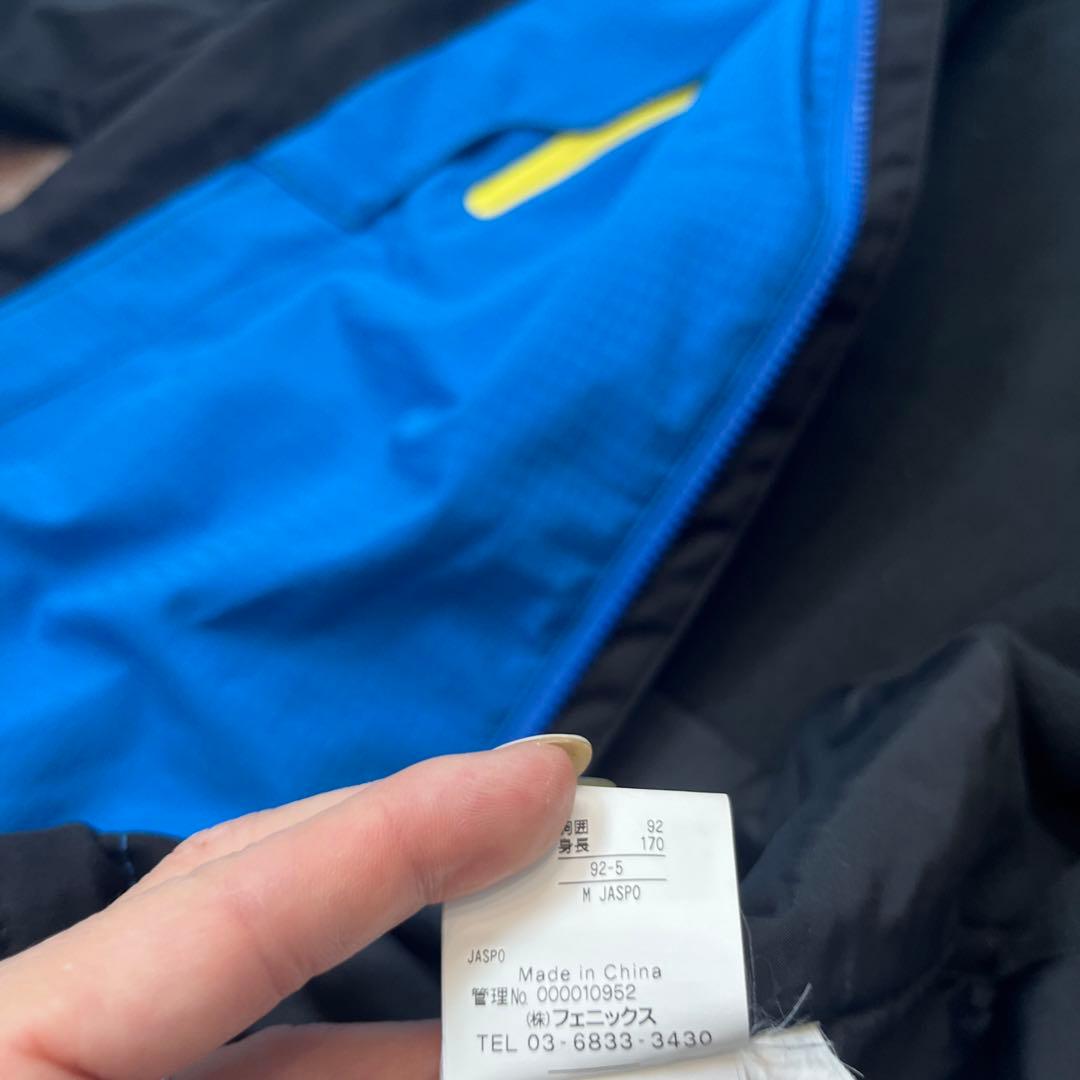 胸囲 92
身長 170
92-5
M JASPO
JASPO
Made in China
管理No. 000010952
(株)フェニックス
TEL 03-6833-3430